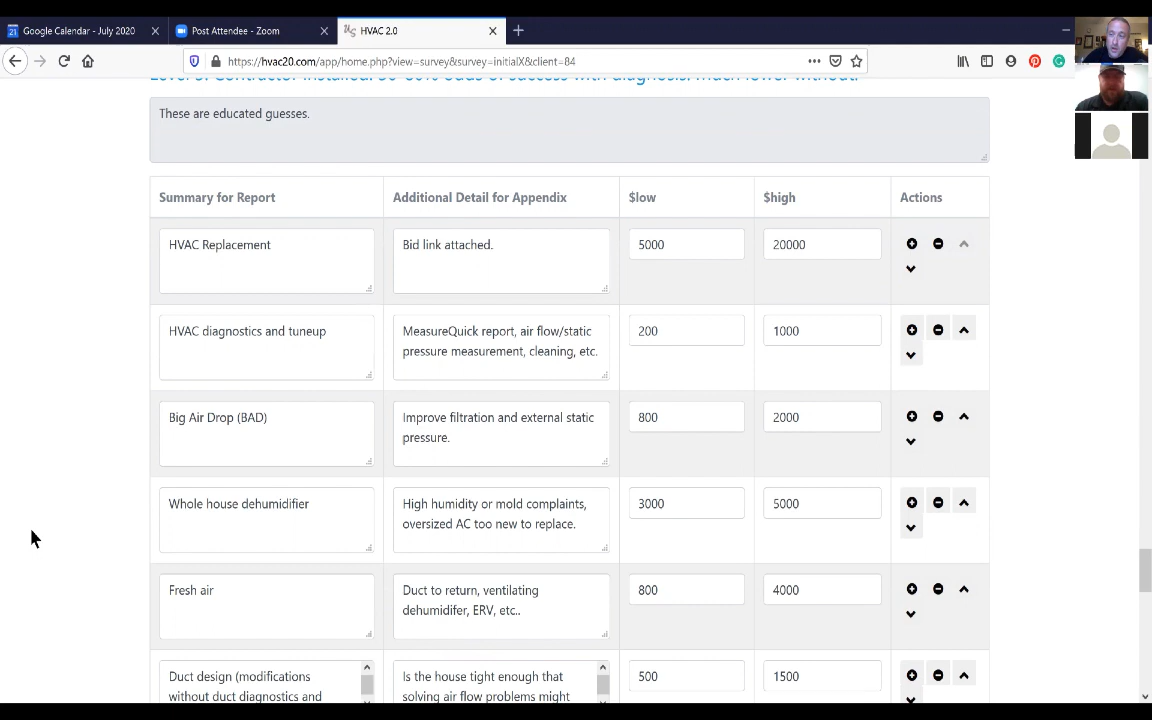 Google Calendar - July 2020
Post Attendee - Zoom
HVAC 2.0
https://hvac20.com/app/home.php?view=survey&survey=initialX&client=84
These are educated guesses.
Summary for Report Additional Detail for Appendix $low $high Actions
HVAC Replacement Bid link attached. 5000 20000
HVAC diagnostics and tuneup MeasureQuick report, air flow/static 200 1000
pressure measurement, cleaning, etc.
Big Air Drop (BAD) Improve filtration and external static 800 2000
pressure.
Whole house dehumidifier High humidity or mold complaints, 3000 5000
oversized AC too new to replace.
Fresh air Duct to return, ventilating 800 4000
dehumidifer, ERV, etc..
Duct design (modifications Is the house tight enough that 500 1500
without duct diagnostics and solving air flow problems might